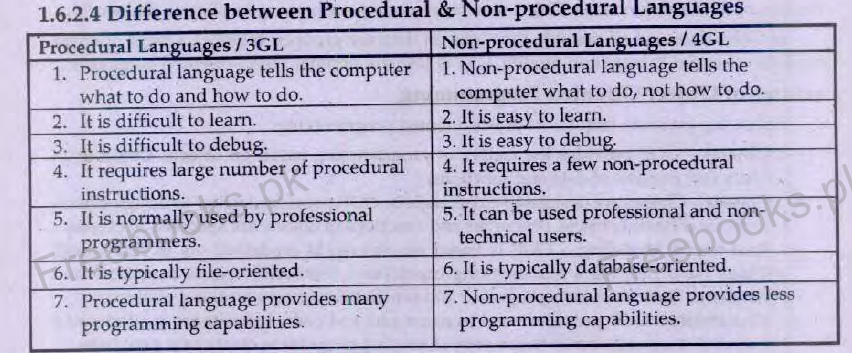 1.6.2.4 Difference between Procedural & Non-procedural Languages
Procedural Languages / 3GL
Non-procedural Languages / 4GL
1. Procedural language tells the computer
what to do and how to do.
1. Non-procedural language tells the
computer what to do, not how to do.
2. It is difficult to learn.
2. It is easy to learn.
3. It is difficult to debug.
3. It is easy to debug.
4. It requires large number of procedural
instructions.
4. It requires a few non-procedural
instructions.
5. It is normally used by professional
programmers.
5. It can be used professional and non-
technical users.
6. It is typically file-oriented.
6. It is typically database-oriented.
7. Procedural language provides many
programming capabilities.
7. Non-procedural language provides less
programming capabilities.
Freebooks.pk
Freebooks.pk